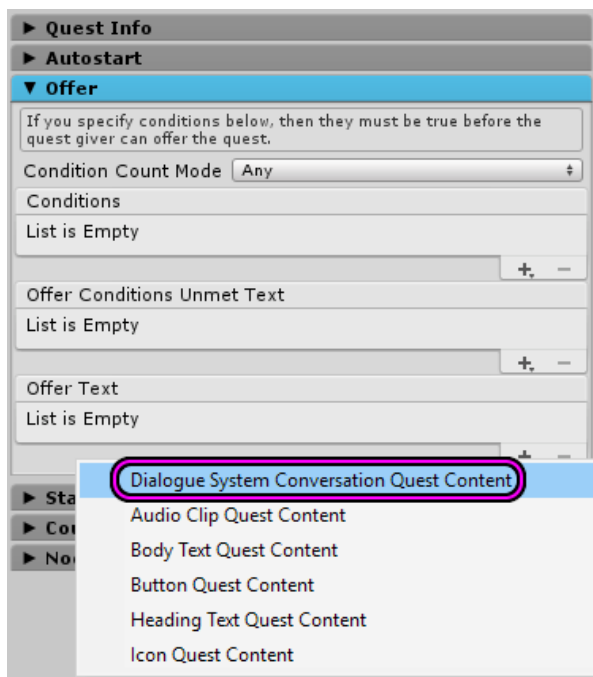 Quest Info
Autostart
Offer
If you specify conditions below, then they must be true before the
quest giver can offer the quest.
Condition Count Mode Any
Conditions
List is Empty
Offer Conditions Unmet Text
List is Empty
Offer Text
List is Empty
Dialogue System Conversation Quest Content
Sta
Audio Clip Quest Content
Cou
Body Text Quest Content
No
Button Quest Content
Heading Text Quest Content
Icon Quest Content